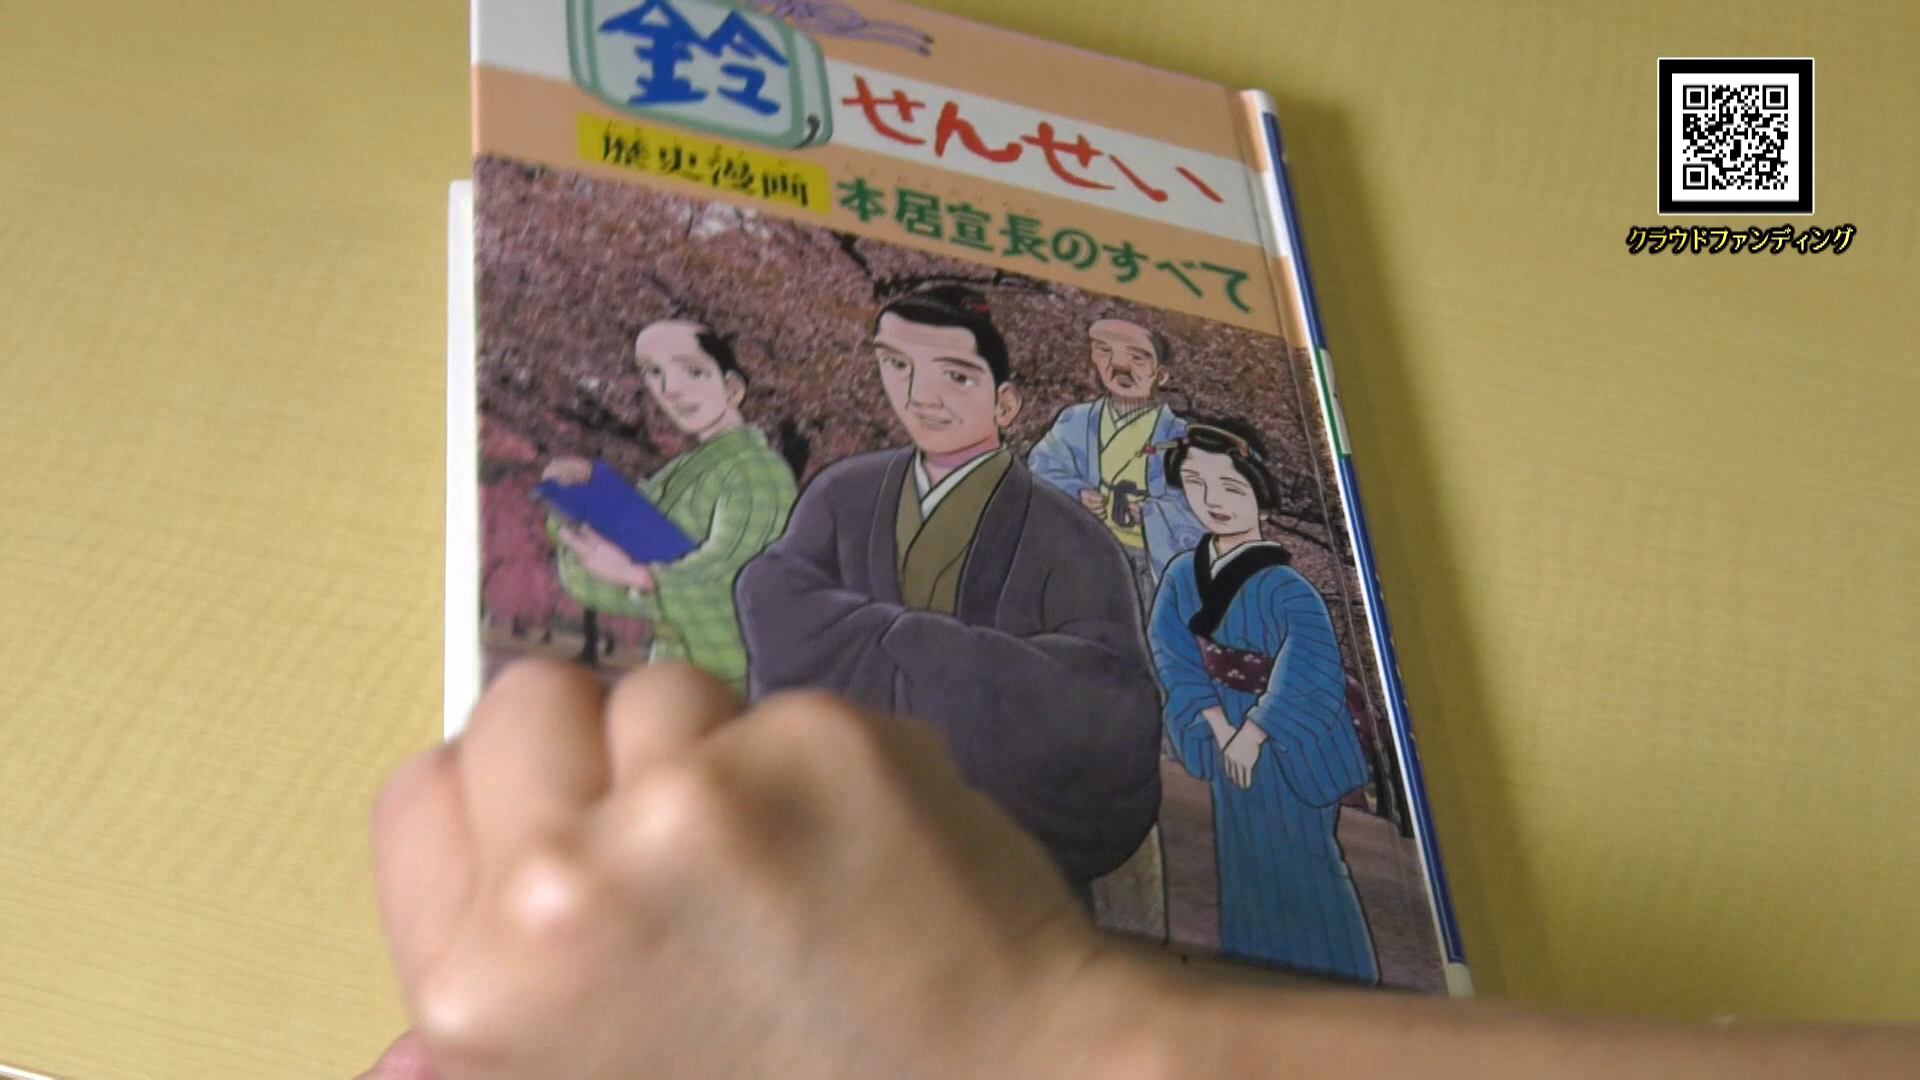 鈴せんせい
歴史漫画 本居宣長のすべて
クラウドファンディング